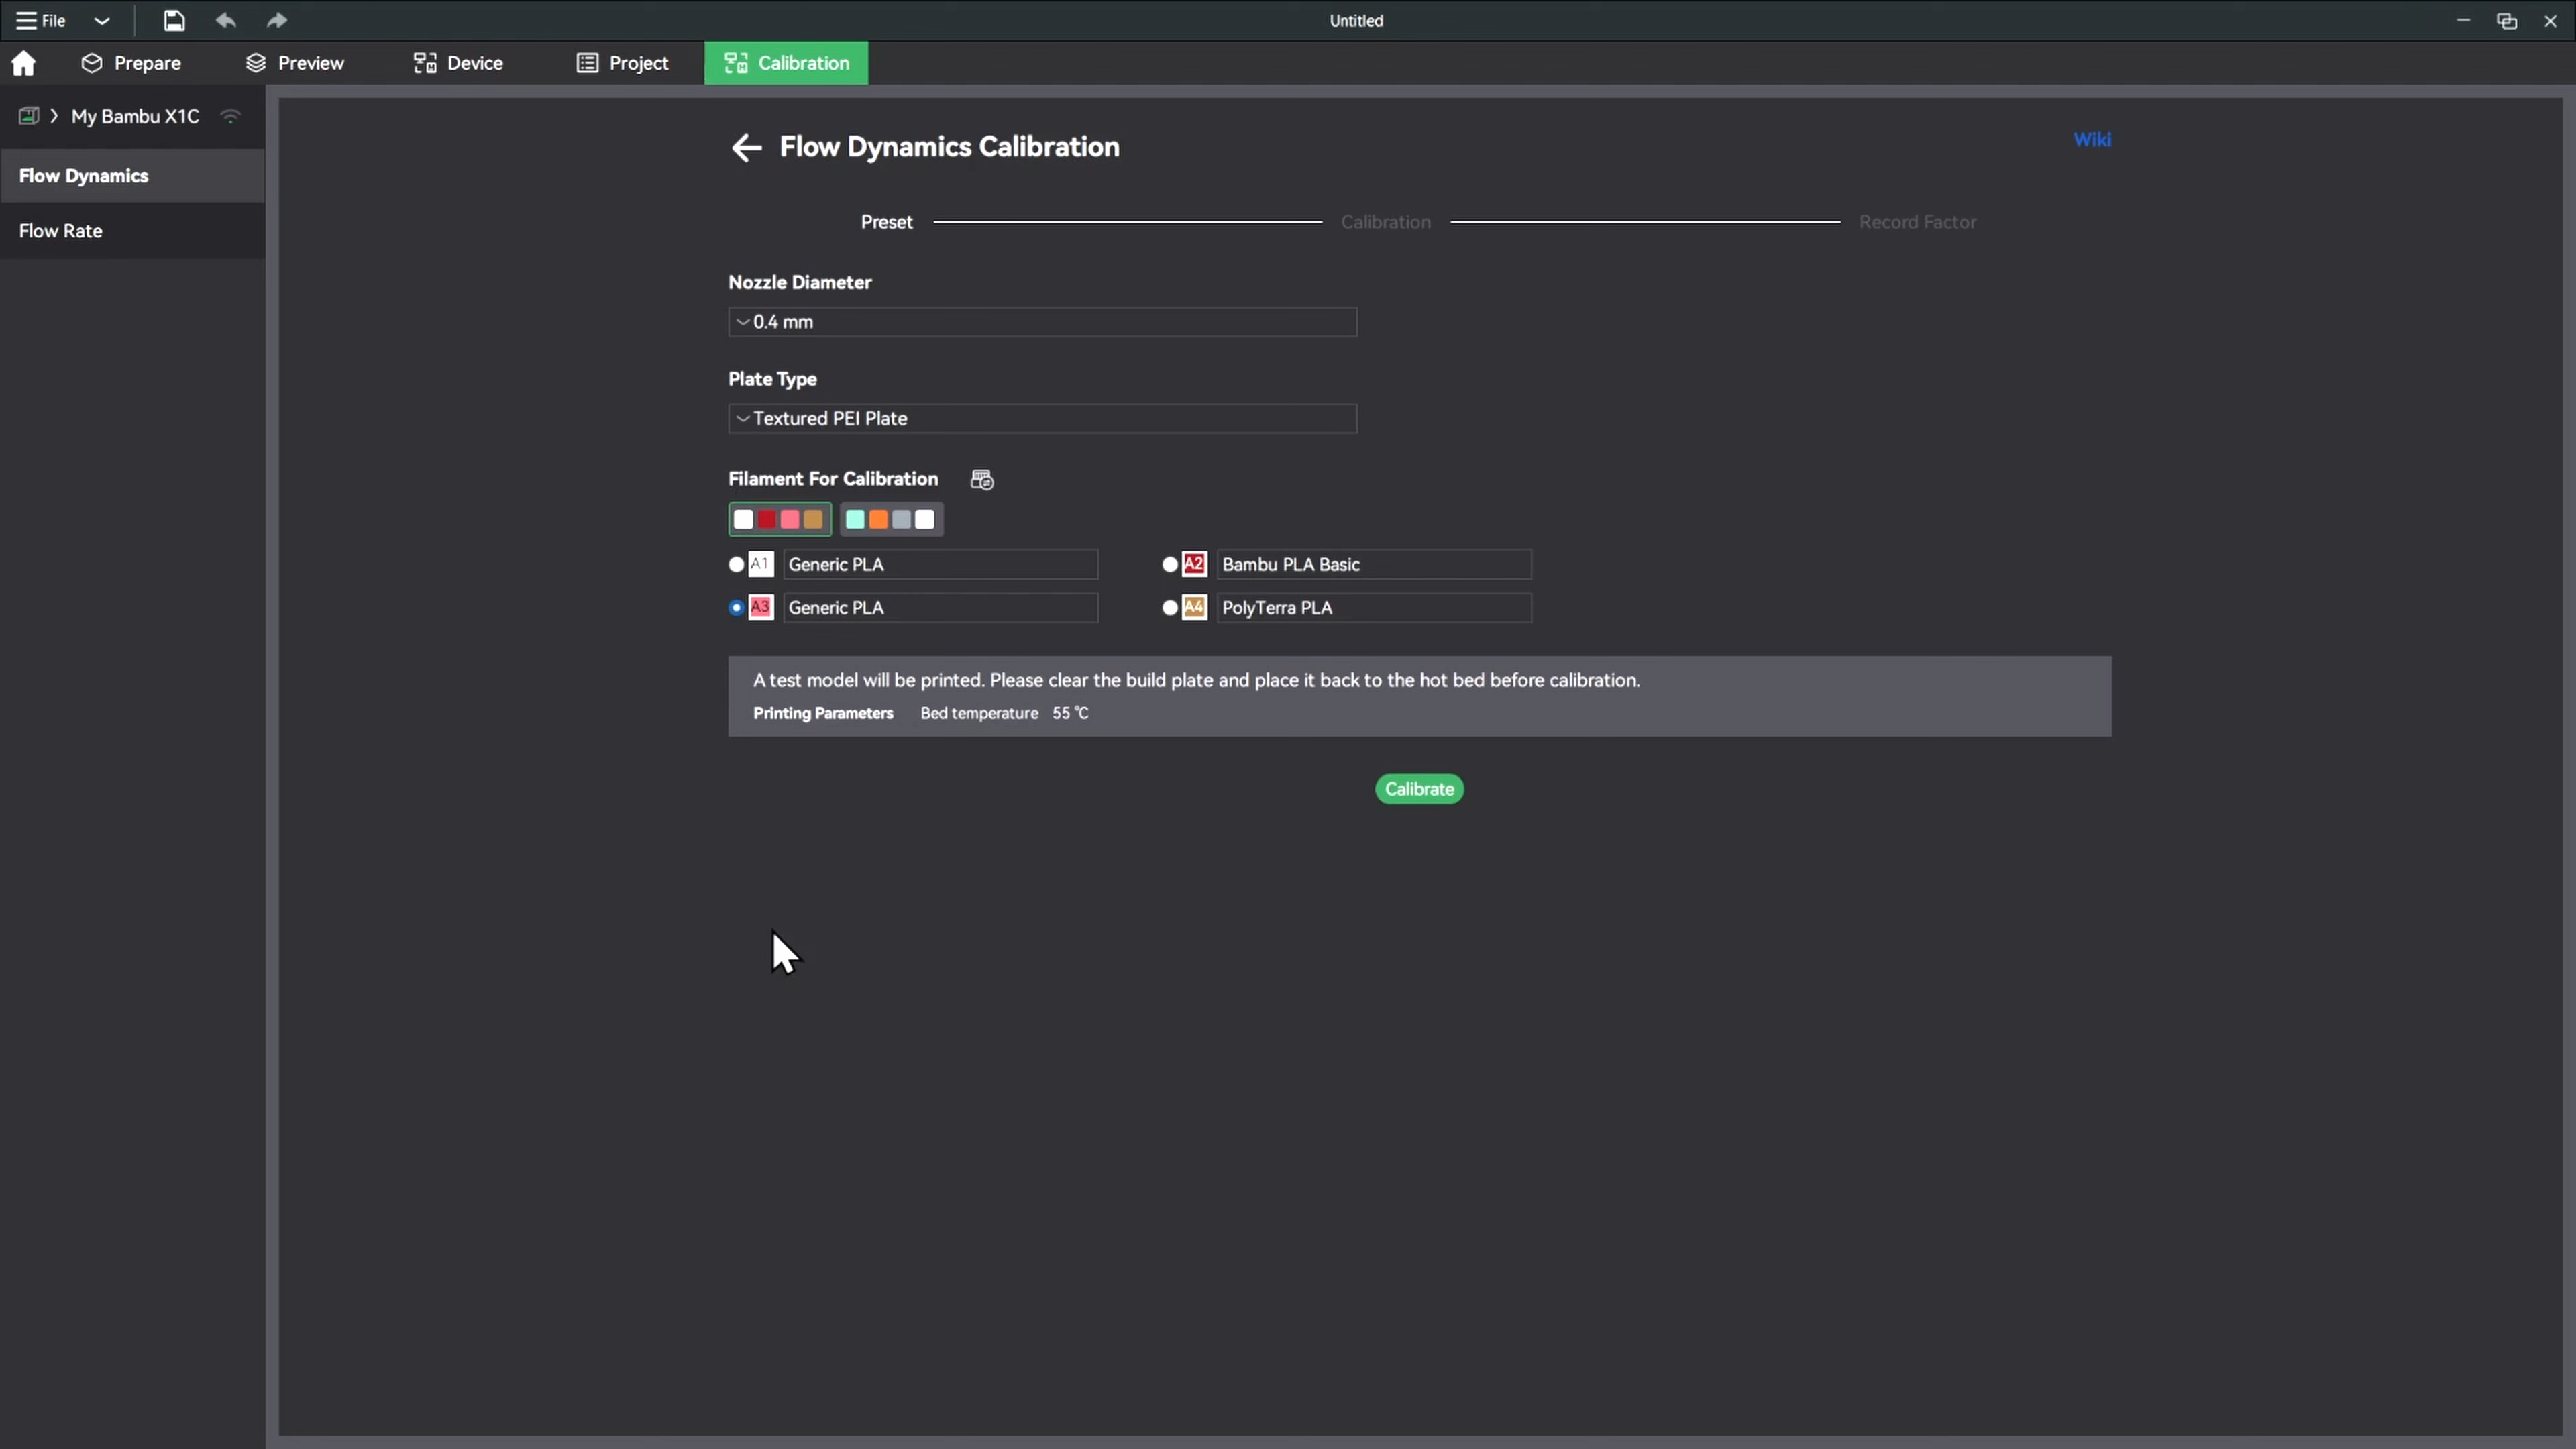 File
Untitled
Prepare
Preview
Device
Project
Calibration
My Bambu X1C
Flow Dynamics
Flow Rate
Flow Dynamics Calibration
Wiki
Preset
Calibration
Record Factor
Nozzle Diameter
0.4 mm
Plate Type
Textured PEI Plate
Filament For Calibration
A1 Generic PLA
A2 Bambu PLA Basic
A3 Generic PLA
A4 PolyTerra PLA
A test model will be printed. Please clear the build plate and place it back to the hot bed before calibration.
Printing Parameters Bed temperature 55 ℃
Calibrate